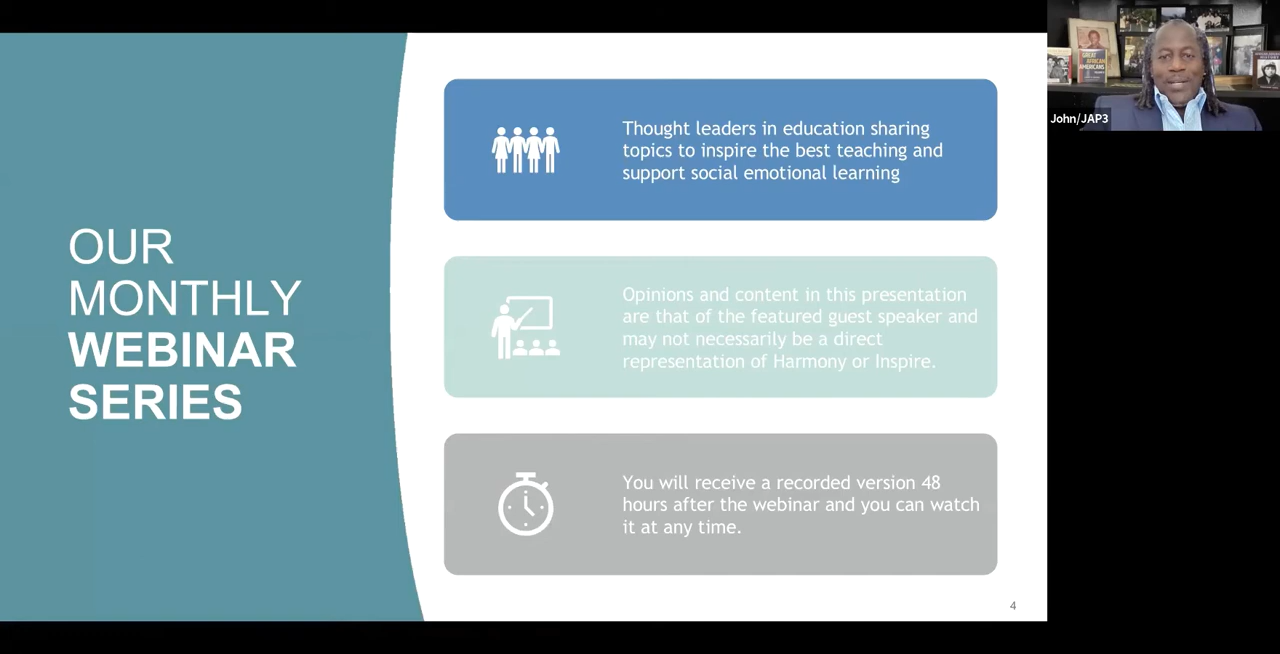 OUR
MONTHLY
WEBINAR
SERIES
Thought leaders in education sharing
topics to inspire the best teaching and
support social emotional learning
Opinions and content in this presentation
are that of the featured guest speaker and
may not necessarily be a direct
representation of Harmony or Inspire.
You will receive a recorded version 48
hours after the webinar and you can watch
it at any time.
4
GREAT
AFRICAN
AMERICANS
John/JAP3